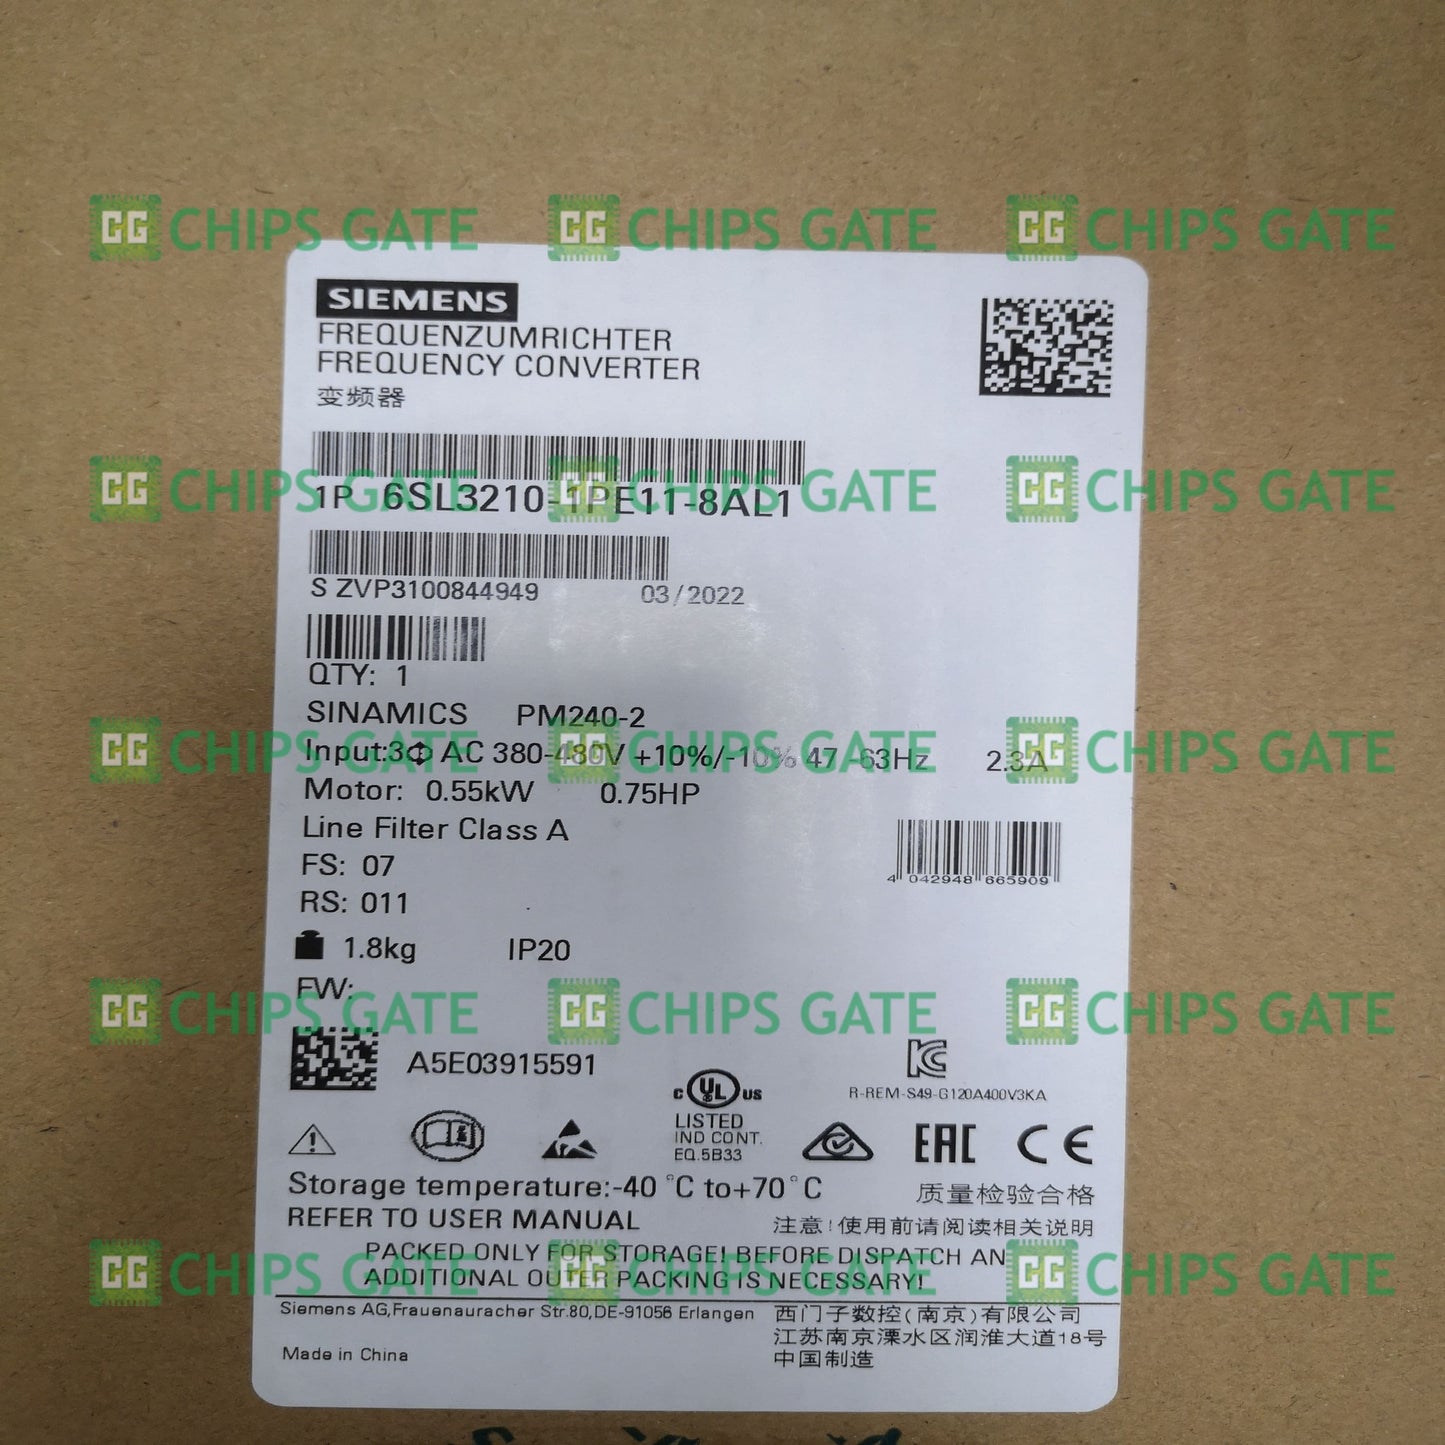 CG CHIPS GATE CG CHIPS GATE CG CHIPS GATE
SIEMENS
FREQUENZUMRICHTER
FREQUENCY CONVERTER
变频器
CG CHIPS GATE CG CHIPS GATE CG CHIPS GATE
1P 6SL3210-1PE11-8AL1
S ZVP3100844949 03/2022
QTY: 1
SINAMICS PM240-2
CG CHIPS GATE CG CHIPS GATE CG CHIPS GATE
Input:3Φ AC 380-480V +10%/-10% 47-63Hz 2.3A
Motor: 0.55kW 0.75HP
Line Filter Class A
FS: 07
4 042948 665909
RS: 011
1.8kg IP20
FW:
CG CHIPS GATE CG CHIPS GATE CG CHIPS GATE
A5E03915591
KC
R-REM-S49-G120A400V3KA
c UL US
LISTED
IND CONT.
EQ.5B33
EAC CE
Storage temperature:-40 °C to+70°C
质量检验合格
REFER TO USER MANUAL
注意!使用前请阅读相关说明
PACKED ONLY FOR STORAGE! BEFORE DISPATCH AN
ADDITIONAL OUTER PACKING IS NECESSARY!
CG CHIPS GATE CG CHIPS GATE CG CHIPS GATE
Siemens AG,Frauenauracher Str.80,DE-91056 Erlangen
西门子数控(南京)有限公司
江苏南京溧水区润淮大道18号
Made in China
中国制造